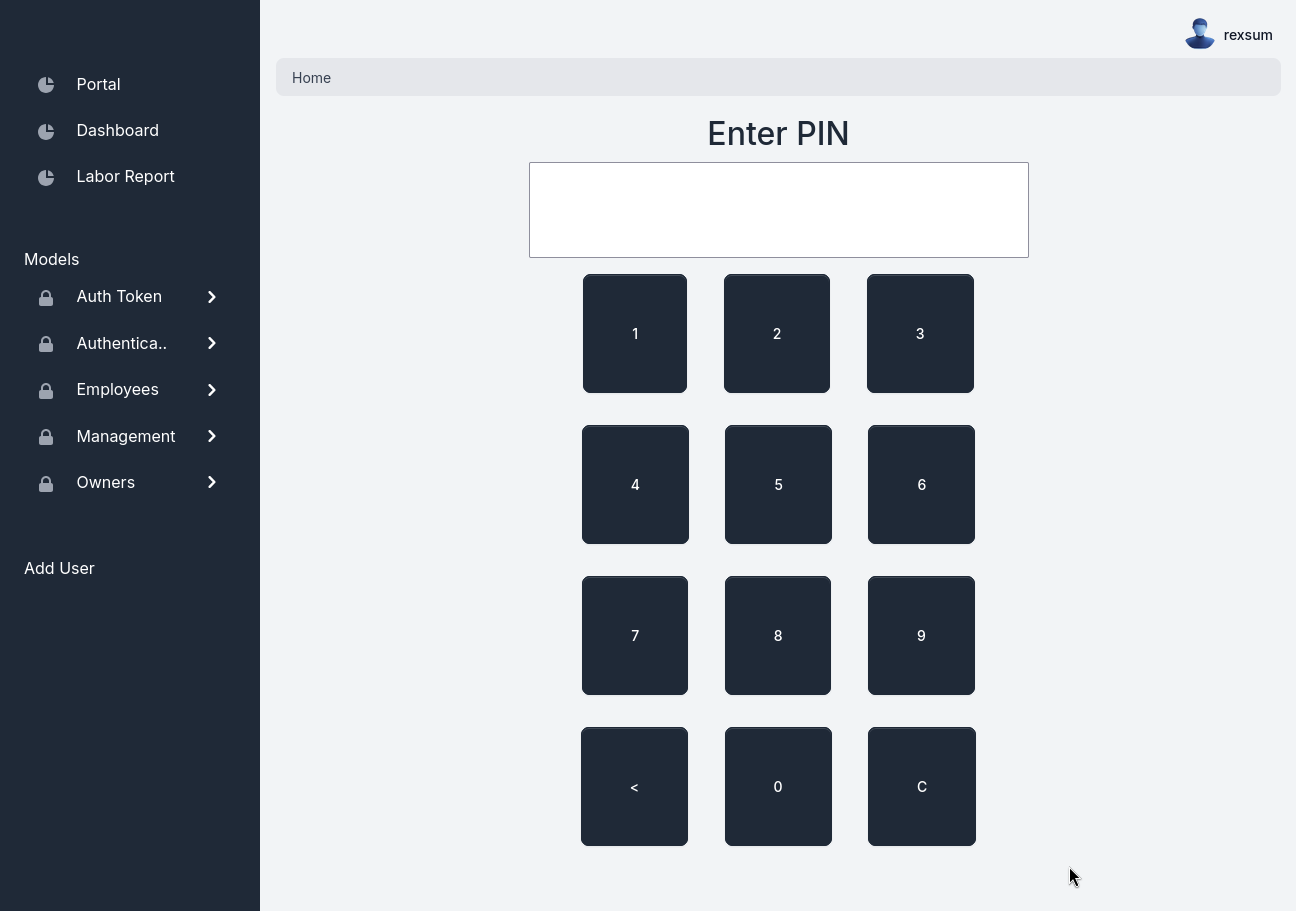 rexsum
Portal
Dashboard
Labor Report
Models
Auth Token
Authentica..
Employees
Management
Owners
Add User
Home
Enter PIN
1 2 3
4 5 6
7 8 9
< 0 C